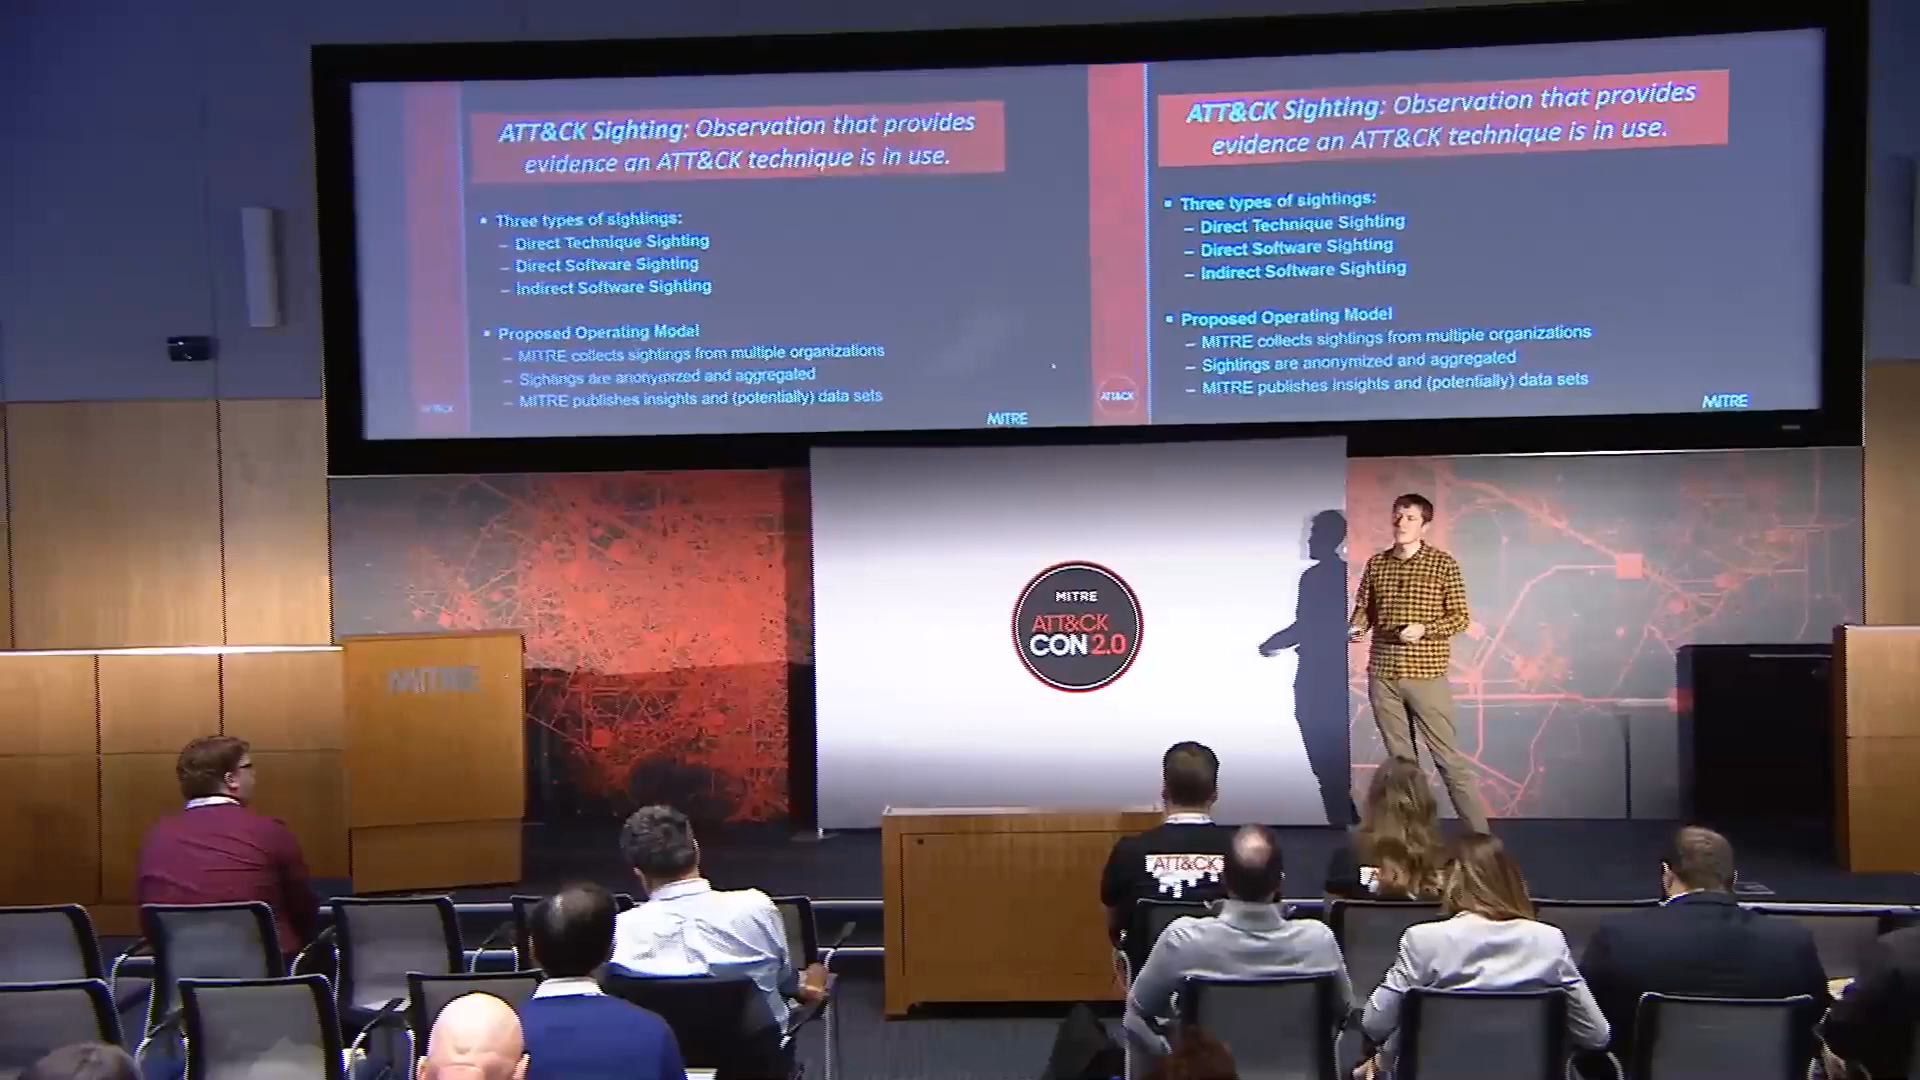 ATT&CK Sighting: Observation that provides
evidence an ATT&CK technique is in use.
▪ Three types of sightings:
– Direct Technique Sighting
– Direct Software Sighting
– Indirect Software Sighting
▪ Proposed Operating Model
– MITRE collects sightings from multiple organizations
– Sightings are anonymized and aggregated
– MITRE publishes insights and (potentially) data sets
ATT&CK
MITRE
ATT&CK Sighting: Observation that provides
evidence an ATT&CK technique is in use.
▪ Three types of sightings:
– Direct Technique Sighting
– Direct Software Sighting
– Indirect Software Sighting
▪ Proposed Operating Model
– MITRE collects sightings from multiple organizations
– Sightings are anonymized and aggregated
– MITRE publishes insights and (potentially) data sets
ATT&CK
MITRE
MITRE
ATT&CK
CON 2.0
MITRE
ATT&CK